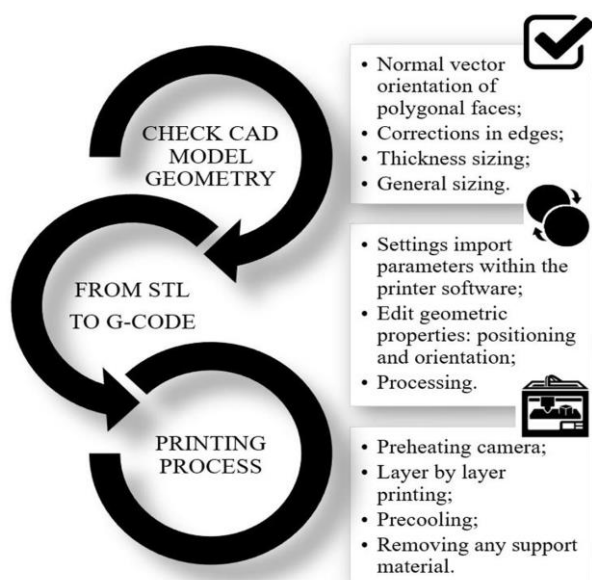 CHECK CAD
MODEL
GEOMETRY
• Normal vector
orientation of
polygonal faces;
• Corrections in edges;
• Thickness sizing;
• General sizing.
FROM STL
TO G-CODE
• Settings import
parameters within the
printer software;
• Edit geometric
properties: positioning
and orientation;
• Processing.
PRINTING
PROCESS
• Preheating camera;
• Layer by layer
printing;
• Precooling;
• Removing any support
material.